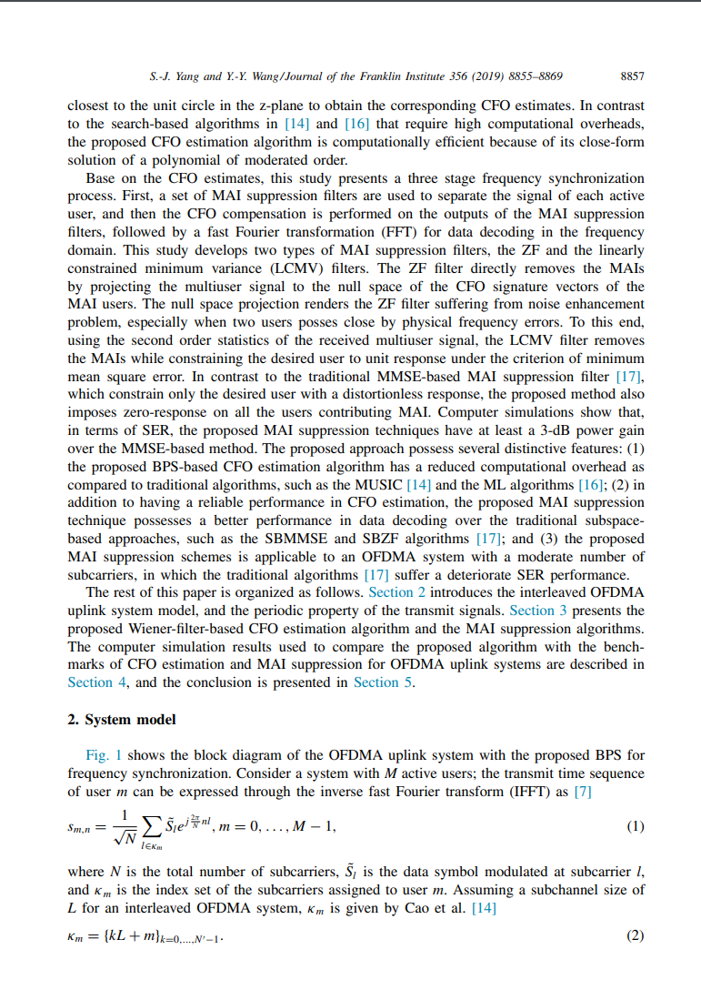 S.-J. Yang and Y.-Y. Wang / Journal of the Franklin Institute 356 (2019) 8855–8869 8857
closest to the unit circle in the z-plane to obtain the corresponding CFO estimates. In contrast
to the search-based algorithms in [14] and [16] that require high computational overheads,
the proposed CFO estimation algorithm is computationally efficient because of its close-form
solution of a polynomial of moderated order.
Base on the CFO estimates, this study presents a three stage frequency synchronization
process. First, a set of MAI suppression filters are used to separate the signal of each active
user, and then the CFO compensation is performed on the outputs of the MAI suppression
filters, followed by a fast Fourier transformation (FFT) for data decoding in the frequency
domain. This study develops two types of MAI suppression filters, the ZF and the linearly
constrained minimum variance (LCMV) filters. The ZF filter directly removes the MAIs
by projecting the multiuser signal to the null space of the CFO signature vectors of the
MAI users. The null space projection renders the ZF filter suffering from noise enhancement
problem, especially when two users posses close by physical frequency errors. To this end,
using the second order statistics of the received multiuser signal, the LCMV filter removes
the MAIs while constraining the desired user to unit response under the criterion of minimum
mean square error. In contrast to the traditional MMSE-based MAI suppression filter [17],
which constrain only the desired user with a distortionless response, the proposed method also
imposes zero-response on all the users contributing MAI. Computer simulations show that,
in terms of SER, the proposed MAI suppression techniques have at least a 3-dB power gain
over the MMSE-based method. The proposed approach possess several distinctive features: (1)
the proposed BPS-based CFO estimation algorithm has a reduced computational overhead as
compared to traditional algorithms, such as the MUSIC [14] and the ML algorithms [16]; (2) in
addition to having a reliable performance in CFO estimation, the proposed MAI suppression
technique possesses a better performance in data decoding over the traditional subspace-
based approaches, such as the SBMMSE and SBZF algorithms [17]; and (3) the proposed
MAI suppression schemes is applicable to an OFDMA system with a moderate number of
subcarriers, in which the traditional algorithms [17] suffer a deteriorate SER performance.
The rest of this paper is organized as follows. Section 2 introduces the interleaved OFDMA
uplink system model, and the periodic property of the transmit signals. Section 3 presents the
proposed Wiener-filter-based CFO estimation algorithm and the MAI suppression algorithms.
The computer simulation results used to compare the proposed algorithm with the bench-
marks of CFO estimation and MAI suppression for OFDMA uplink systems are described in
Section 4, and the conclusion is presented in Section 5.
2. System model
Fig. 1 shows the block diagram of the OFDMA uplink system with the proposed BPS for
frequency synchronization. Consider a system with M active users; the transmit time sequence
of user m can be expressed through the inverse fast Fourier transform (IFFT) as [7]
s_{m,n} = \frac{1}{\sqrt{N}} \sum_{l \in κ_m} \tilde{S}_l e^{j \frac{2π}{N} nl}, m = 0, . . . , M − 1, (1)
where N is the total number of subcarriers, \tilde{S}_l is the data symbol modulated at subcarrier l,
and κ_m is the index set of the subcarriers assigned to user m. Assuming a subchannel size of
L for an interleaved OFDMA system, κ_m is given by Cao et al. [14]
κ_m = {kL + m}_{k=0,...,N′−1}. (2)